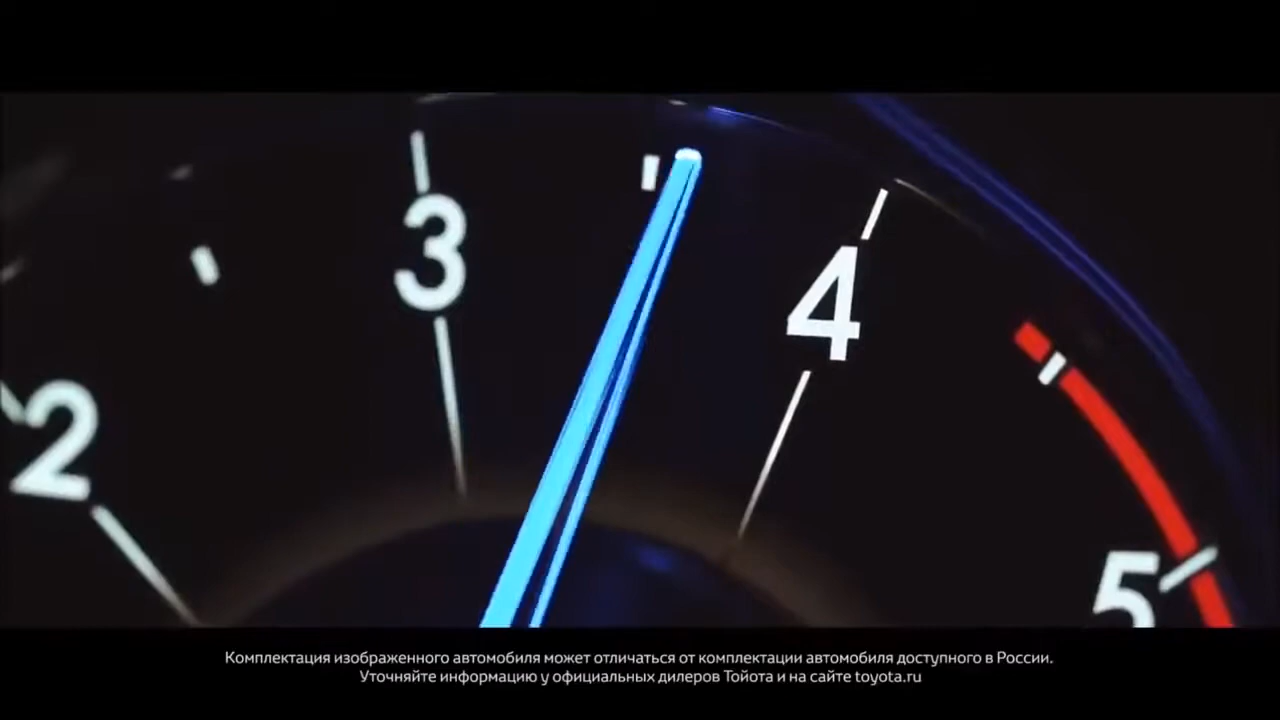 3
4
2
5
Комплектация изображенного автомобиля может отличаться от комплектации автомобиля доступного в России.
Уточняйте информацию у официальных дилеров Тойота и на сайте toyota.ru